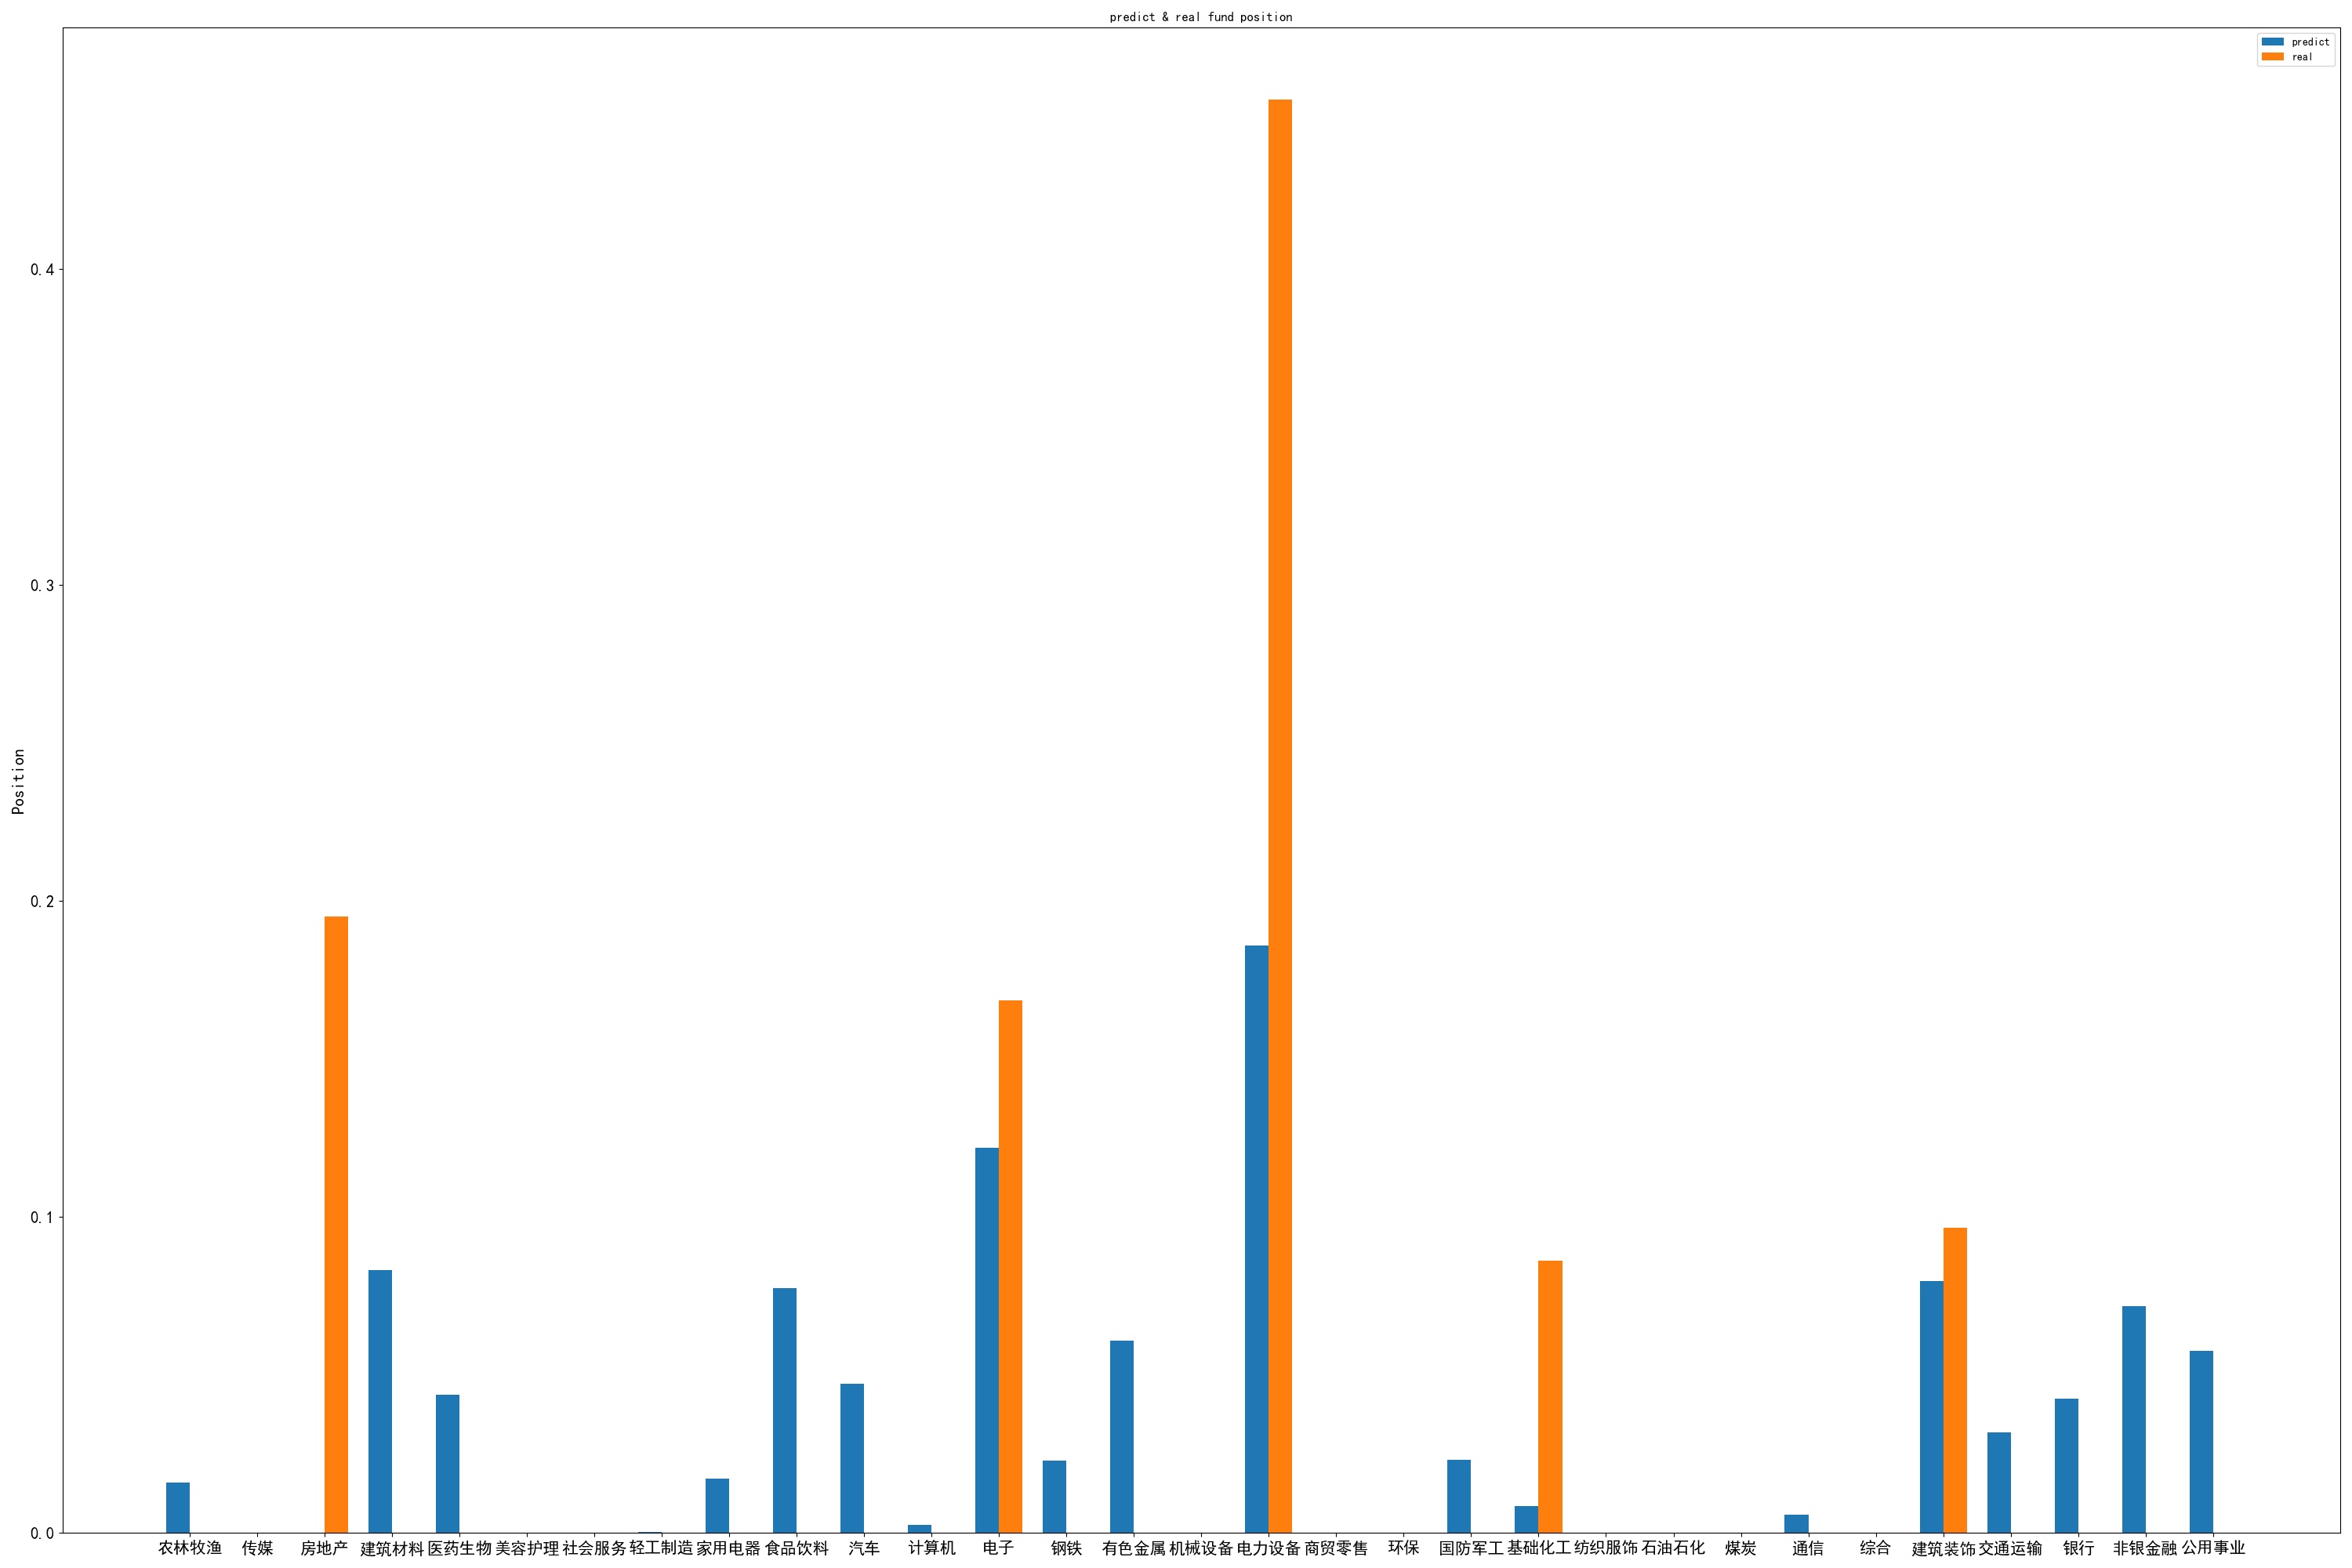 predict & real fund position
predict
real
Position
0.4
0.3
0.2
0.1
0.0
农林牧渔 传媒 房地产 建筑材料 医药生物 美容护理 社会服务 轻工制造 家用电器 食品饮料 汽车 计算机 电子 钢铁 有色金属 机械设备 电力设备 商贸零售 环保 国防军工 基础化工 纺织服饰 石油石化 煤炭 通信 综合 建筑装饰 交通运输 银行 非银金融 公用事业